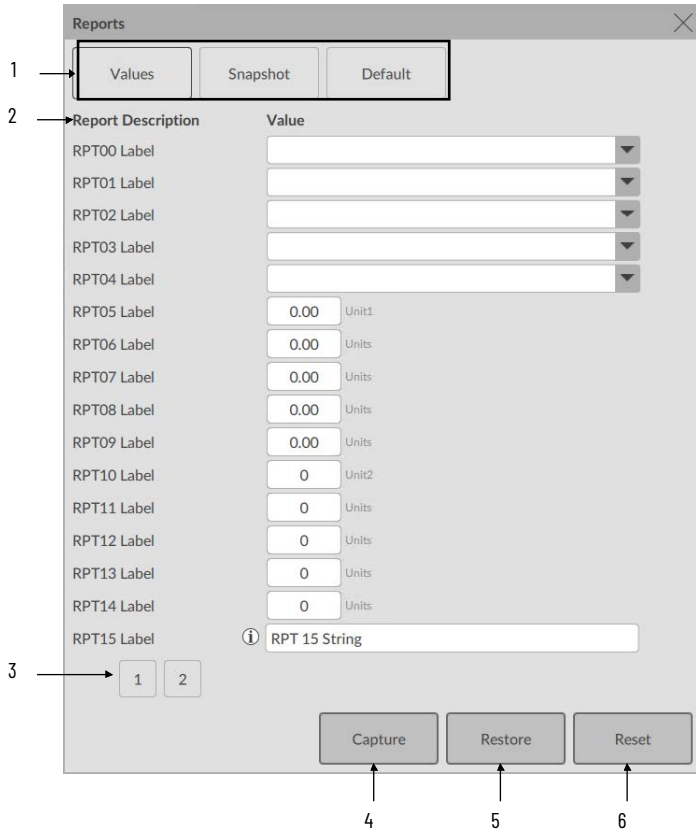 Reports
1
Values Snapshot Default
2
Report Description Value
RPT00 Label
RPT01 Label
RPT02 Label
RPT03 Label
RPT04 Label
RPT05 Label 0.00 Unit1
RPT06 Label 0.00 Units
RPT07 Label 0.00 Units
RPT08 Label 0.00 Units
RPT09 Label 0.00 Units
RPT10 Label 0 Unit2
RPT11 Label 0 Units
RPT12 Label 0 Units
RPT13 Label 0 Units
RPT14 Label 0 Units
RPT15 Label i RPT 15 String
3
1 2
Capture Restore Reset
4 5 6